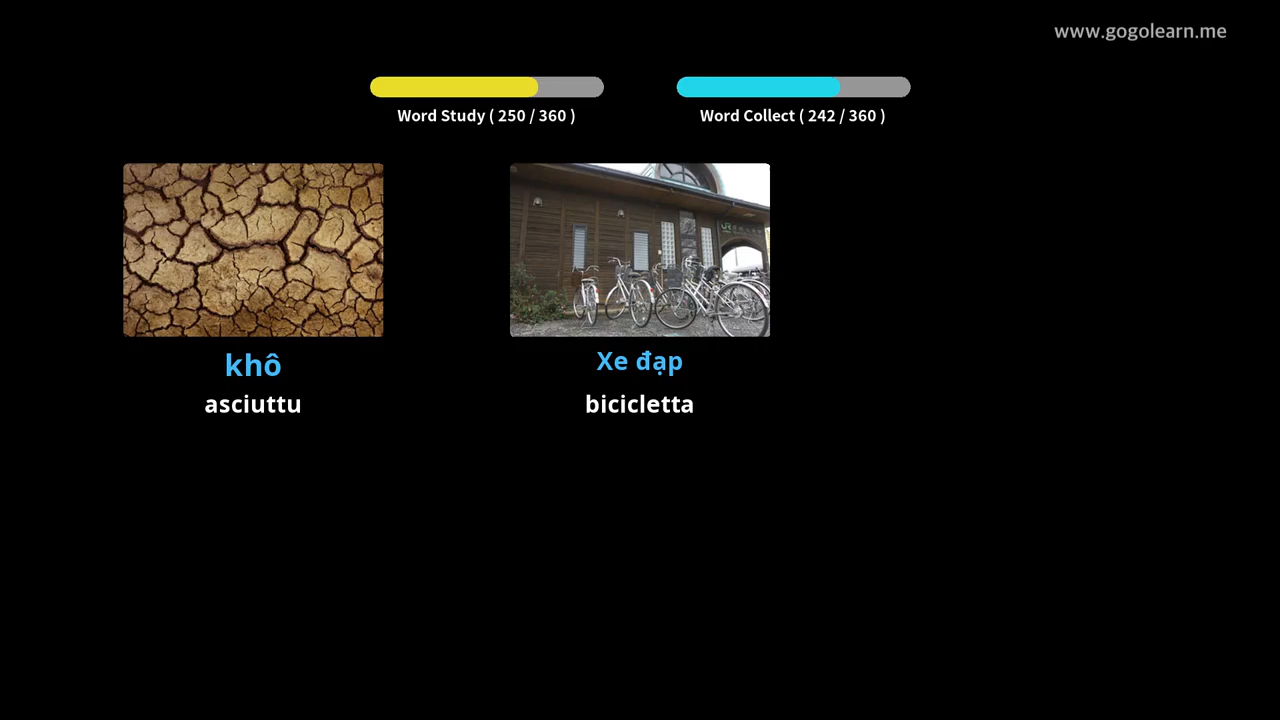 www.gogolearn.me
Word Study ( 250 / 360 )
Word Collect ( 242 / 360 )
khô
asciuttu
Xe đạp
bicicletta